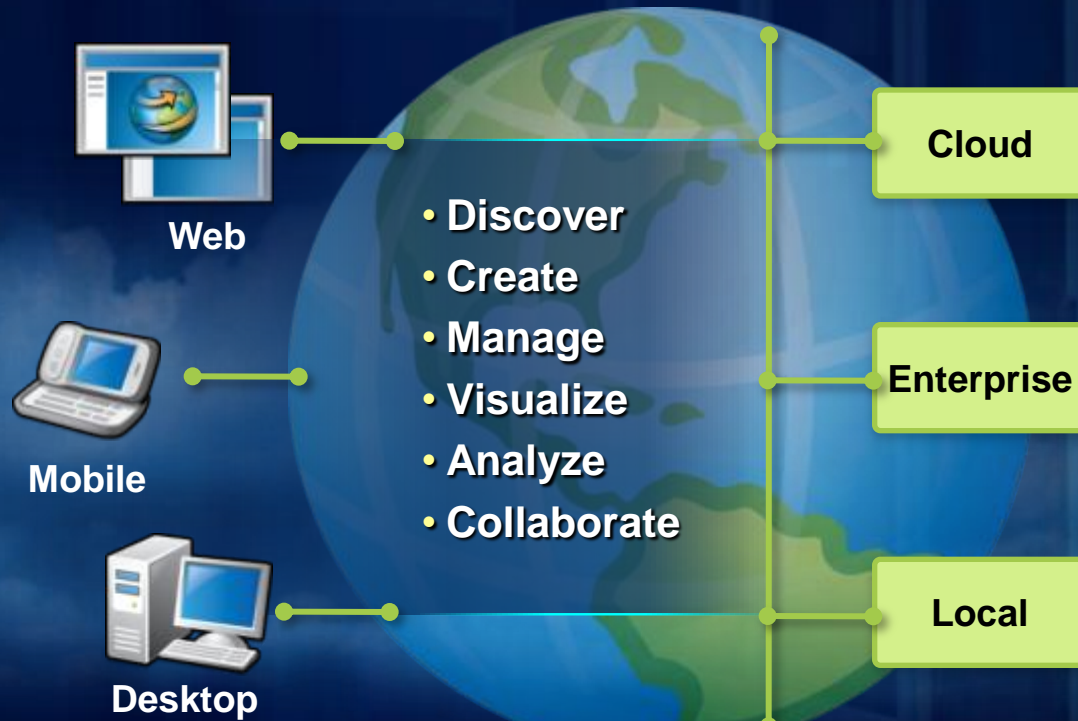 Web
Mobile
Desktop
• Discover
• Create
• Manage
• Visualize
• Analyze
• Collaborate
Cloud
Enterprise
Local